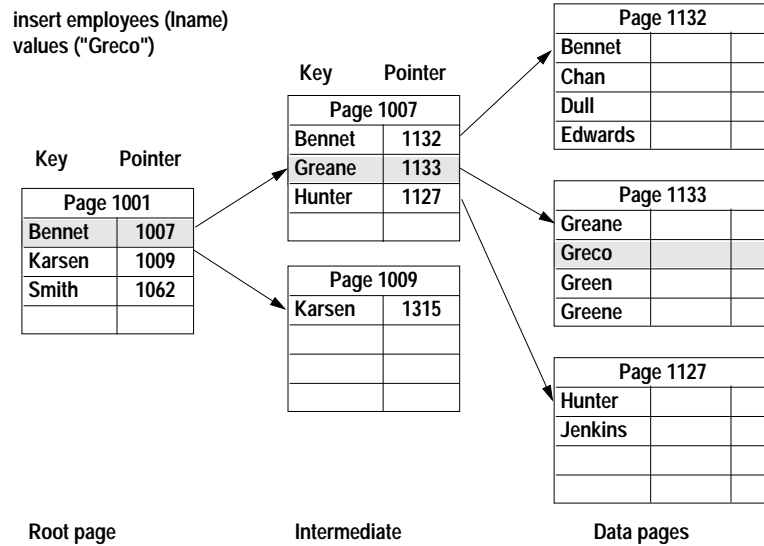 insert employees (lname)
values ("Greco")
Key Pointer
Page 1001
Bennet 1007
Karsen 1009
Smith 1062
Key Pointer
Page 1007
Bennet 1132
Greane 1133
Hunter 1127
Page 1009
Karsen 1315
Page 1132
Bennet
Chan
Dull
Edwards
Page 1133
Greane
Greco
Green
Greene
Page 1127
Hunter
Jenkins
Root page
Intermediate
Data pages